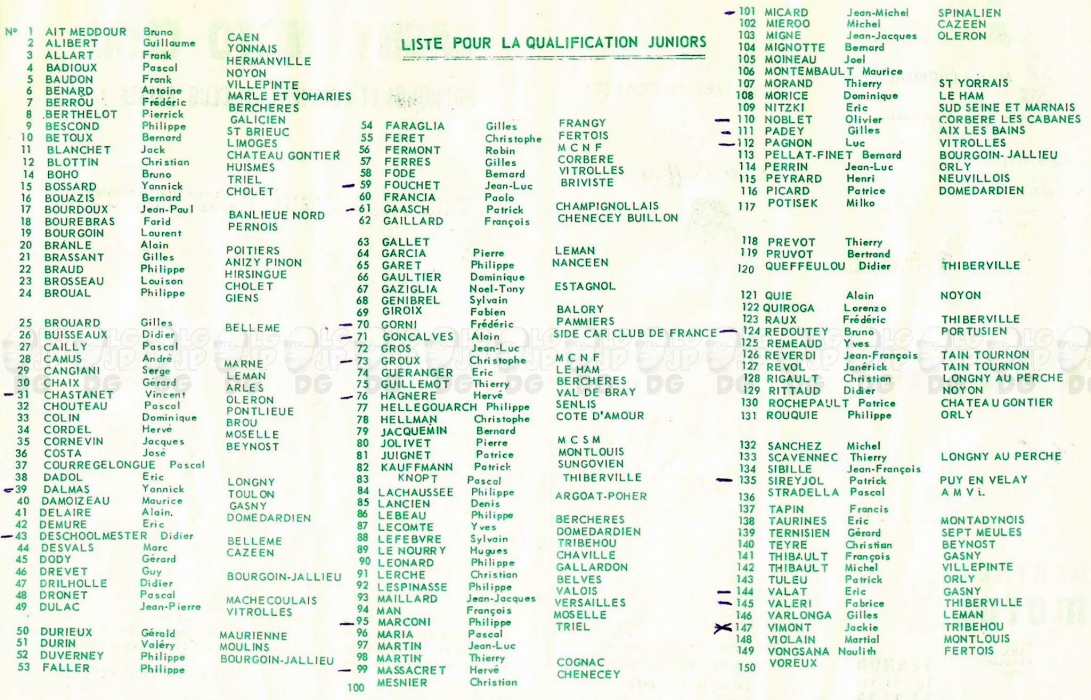 LISTE POUR LA QUALIFICATION JUNIORS
N° 1 AIT MEDDOUR Bruno CAEN
2 ALIBERT Guillaume YONNAIS
3 ALLART Frank HERMANVILLE
4 BADIOUX Pascal NOYON
5 BAUDON Frank VILLEPINTE
6 BENARD Antoine MARLE ET VOHARIES
7 BERROU Frédéric BERCHERES
8 BERTHELOT Pierrick GALICIEN
9 BESCOND Philippe ST BRIEUC
10 BETOUX Bernard LIMOGES
11 BLANCHET Jack CHATEAU GONTIER
12 BLOTTIN Christian HUISMES
14 BOHO Bruno TRIEL
15 BOSSARD Yannick CHOLET
16 BOUAZIS Bernard
17 BOURDOUX Jean-Paul BANLIEUE NORD
18 BOUREBRAS Farid PERNOIS
19 BOURGOIN Laurent
20 BRANLE Alain POITIERS
21 BRASSANT Gilles ANIZY PINON
22 BRAUD Philippe HIRSINGUE
23 BROSSEAU Louison CHOLET
24 BROUAL Philippe GIENS
25 BROUARD Gilles BELLEME
26 BUISSEAUX Didier
27 CAILLY Pascal
28 CAMUS André MARNE
29 CANGIANI Serge LEMAN
30 CHAIX Gérard ARLES
31 CHASTANET Vincent OLERON
32 CHOUTEAU Pascal PONTLIEUE
33 COLIN Dominique BROU
34 CORDEL Hervé MOSELLE
35 CORNEVIN Jacques BEYNOST
36 COSTA José
37 COURREGELONGUE Pascal
38 DADOL Eric LONGNY
39 DALMAS Yannick TOULON
40 DAMOIZEAU Maurice GASNY
41 DELAIRE Alain. DOMEDARDIEN
42 DEMURE Eric
43 DESCHOOLMESTER Didier BELLEME
44 DESVALS Marc CAZEEN
45 DODY Gérard
46 DREVET Guy BOURGOIN-JALLIEU
47 DRILHOLLE Didier
48 DRONET Pascal MACHECOULAIS
49 DULAC Jean-Pierre VITROLLES
50 DURIEUX Gérald MAURIENNE
51 DURIN Valéry MOULINS
52 DUVERNEY Philippe BOURGOIN-JALLIEU
53 FALLER Philippe
54 FARAGLIA Gilles FRANGY
55 FERET Christophe FERTOIS
56 FERMONT Robin M C N F
57 FERRES Gilles CORBERE
58 FODE Bernard VITROLLES
59 FOUCHET Jean-Luc BRIVISTE
60 FRANCIA Paolo
61 GAASCH Patrick CHAMPIGNOLLAIS
62 GAILLARD François CHENECEY BUILLON
63 GALLET
64 GARCIA Pierre LEMAN
65 GARET Philippe NANCEEN
66 GAULTIER Dominique
67 GAZIGLIA Noel-Tony ESTAGNOL
68 GENIBREL Sylvain
69 GIROIX Fabien BALORY
70 GORNI Frédéric PAMMIERS
71 GONCALVES Alain SIDE CAR CLUB DE FRANCE
72 GROS Jean-Luc
73 GROUX Christophe M C N F
74 GUERANGER Eric LE HAM
75 GUILLEMOT Thierry BERCHERES
76 HAGNERE Hervé VAL DE BRAY
77 HELLEGOUARCH Philippe SENLIS
78 HELLMAN Christophe COTE D'AMOUR
79 JACQUEMIN Bernard
80 JOLIVET Pierre M C S M
81 JUIGNET Patrice MONTLOUIS
82 KAUFFMANN Patrick SUNGOVIEN
83 KNOPT Pascal THIBERVILLE
84 LACHAUSSEE Philippe ARGOAT-POHER
85 LANCIEN Denis
86 LEBEAU Philippe BERCHERES
87 LECOMTE Yves DOMEDARDIEN
88 LEFEBVRE Sylvain TRIBEHOU
89 LE NOURRY Hugues CHAVILLE
90 LEONARD Philippe GALLARDON
91 LERCHE Christian BELVES
92 LESPINASSE Philippe VALOIS
93 MAILLARD Jean-Jacques VERSAILLES
94 MAN François MOSELLE
95 MARCONI Philippe TRIEL
96 MARIA Pascal
97 MARTIN Jean-Luc
98 MARTIN Thierry COGNAC
99 MASSACRET Hervé CHENECEY
100 MESNIER Christian
101 MICARD Jean-Michel SPINALIEN
102 MIEROO Michel CAZEEN
103 MIGNE Jean-Jacques OLERON
104 MIGNOTTE Bernard
105 MOINEAU Joel
106 MONTEMBAULT Maurice
107 MORAND Thierry ST YORRAIS
108 MORICE Dominique LE HAM
109 NITZKI Eric SUD SEINE ET MARNAIS
110 NOBLET Olivier CORBERE LES CABANES
111 PADEY Gilles AIX LES BAINS
112 PAGNON Luc VITROLLES
113 PELLAT-FINET Bernard BOURGOIN-JALLIEU
114 PERRIN Jean-Luc ORLY
115 PEYRARD Henri NEUVILLOIS
116 PICARD Patrice DOMEDARDIEN
117 POTISEK Milko
118 PREVOT Thierry
119 PRUVOT Bertrand
120 QUEFFEULOU Didier THIBERVILLE
121 QUIE Alain NOYON
122 QUIROGA Lorenzo
123 RAUX Frédéric THIBERVILLE
124 REDOUTEY Bruno PORTUSIEN
125 REMEAUD Yves
126 REVERDI Jean-François TAIN TOURNON
127 REVOL Janérick TAIN TOURNON
128 RIGAULT Christian LONGNY AU PERCHE
129 RITTAUD Didier NOYON
130 ROCHEPAULT Patrice CHATEAU GONTIER
131 ROUQUIE Philippe ORLY
132 SANCHEZ Michel
133 SCAVENNEC Thierry LONGNY AU PERCHE
134 SIBILLE Jean-François
135 SIREYJOL Patrick PUY EN VELAY
136 STRADELLA Pascal A M V i.
137 TAPIN Francis
138 TAURINES Eric MONTADYNOIS
139 TERNISIEN Gérard SEPT MEULES
140 TEYRE Christian BEYNOST
141 THIBAULT François GASNY
142 THIBAULT Michel VILLEPINTE
143 TULEU Patrick ORLY
144 VALAT Eric GASNY
145 VALERI Fabrice THIBERVILLE
146 VARLONGA Gilles LEMAN
147 VIMONT Jackie TRIBEHOU
148 VIOLAIN Martial MONTLOUIS
149 VONGSANA Noulith FERTOIS
150 VOREUX